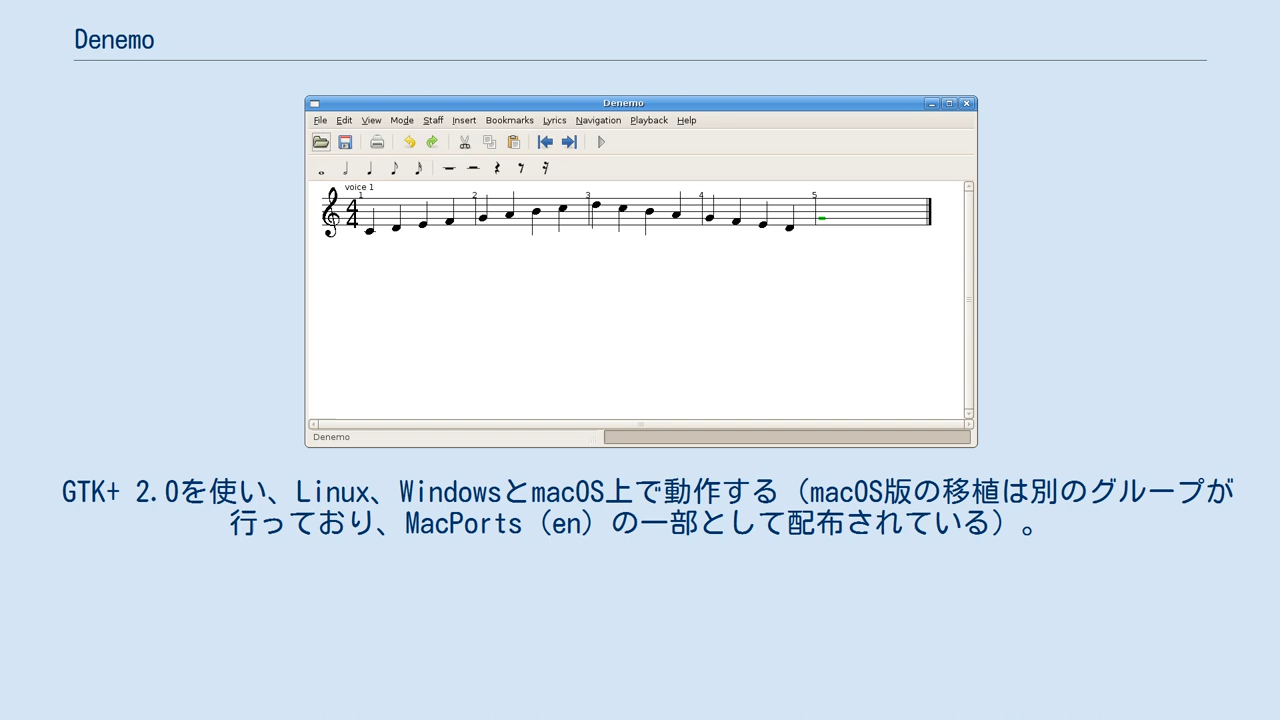 Denemo
Denemo
File Edit View Mode Staff Insert Bookmarks Lyrics Navigation Playback Help
voice 1
1 2 3 4 5
4
4
Denemo
GTK+ 2.0を使い、Linux、WindowsとmacOS上で動作する（macOS版の移植は別のグループが
行っており、MacPorts（en）の一部として配布されている）。